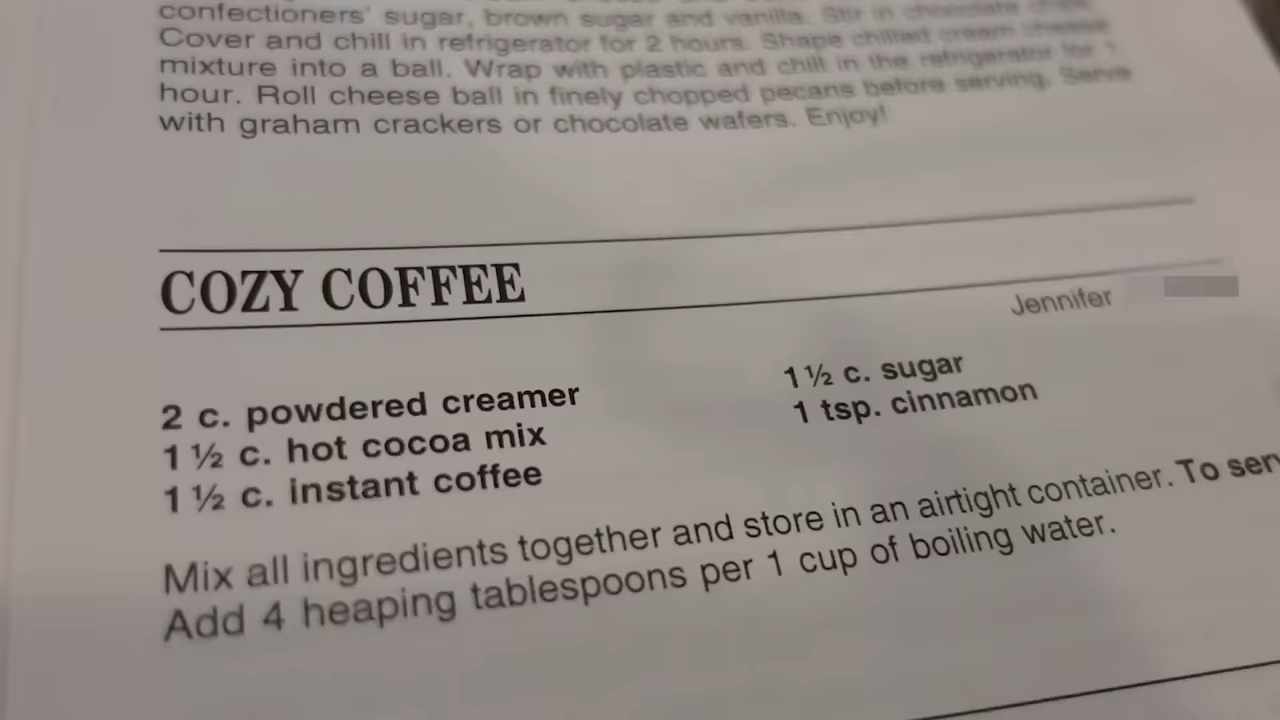 confectioners' sugar, brown sugar and vanilla. Stir in chocolate chips.
Cover and chill in refrigerator for 2 hours. Shape chilled cream cheese
mixture into a ball. Wrap with plastic and chill in the refrigerator for 1
hour. Roll cheese ball in finely chopped pecans before serving. Serve
with graham crackers or chocolate wafers. Enjoy!
COZY COFFEE
Jennifer
2 c. powdered creamer
1 ½ c. hot cocoa mix
1 ½ c. instant coffee
1 ½ c. sugar
1 tsp. cinnamon
Mix all ingredients together and store in an airtight container. To
Add 4 heaping tablespoons per 1 cup of boiling water.